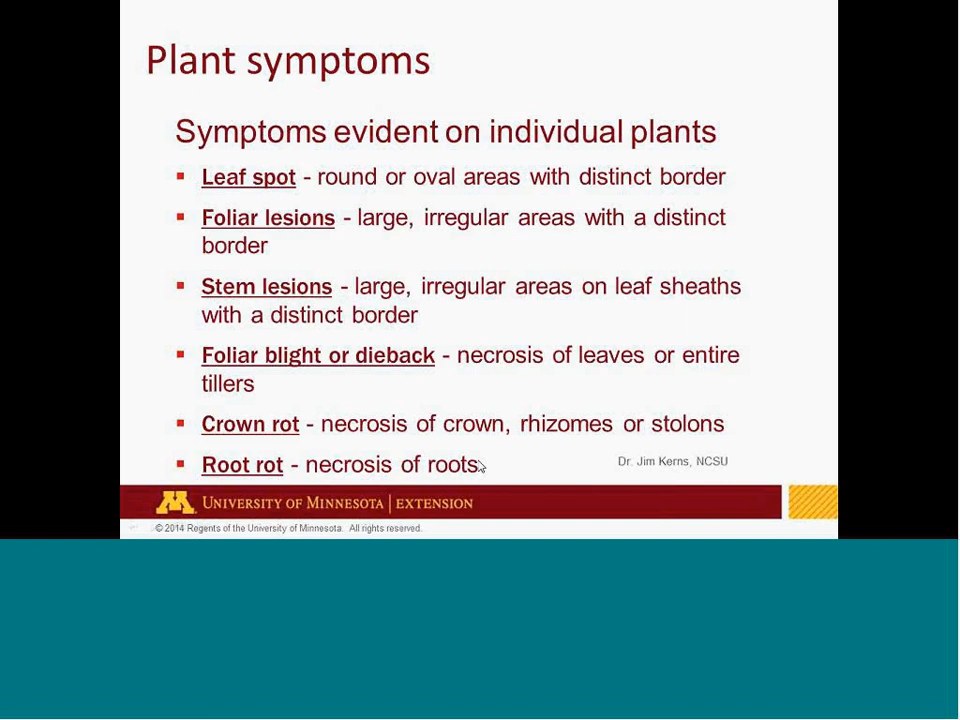 Plant symptoms
Symptoms evident on individual plants
▪ Leaf spot - round or oval areas with distinct border
▪ Foliar lesions - large, irregular areas with a distinct
border
▪ Stem lesions - large, irregular areas on leaf sheaths
with a distinct border
▪ Foliar blight or dieback - necrosis of leaves or entire
tillers
▪ Crown rot - necrosis of crown, rhizomes or stolons
▪ Root rot - necrosis of roots
Dr. Jim Kerns, NCSU
M UNIVERSITY OF MINNESOTA | EXTENSION
© 2014 Regents of the University of Minnesota. All rights reserved.